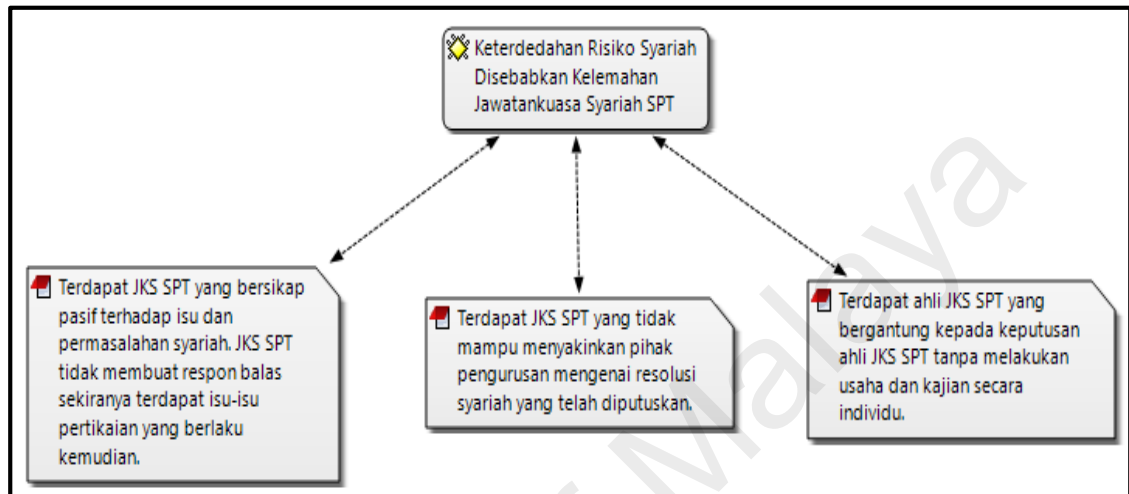 Keterdedahan Risiko Syariah
Disebabkan Kelemahan
Jawatankuasa Syariah SPT
Terdapat JKS SPT yang bersikap
pasif terhadap isu dan
permasalahan syariah. JKS SPT
tidak membuat respon balas
sekiranya terdapat isu-isu
pertikaian yang berlaku
kemudian.
Terdapat JKS SPT yang tidak
mampu menyakinkan pihak
pengurusan mengenai resolusi
syariah yang telah diputuskan.
Terdapat ahli JKS SPT yang
bergantung kepada keputusan
ahli JKS SPT tanpa melakukan
usaha dan kajian secara
individu.
Malaya